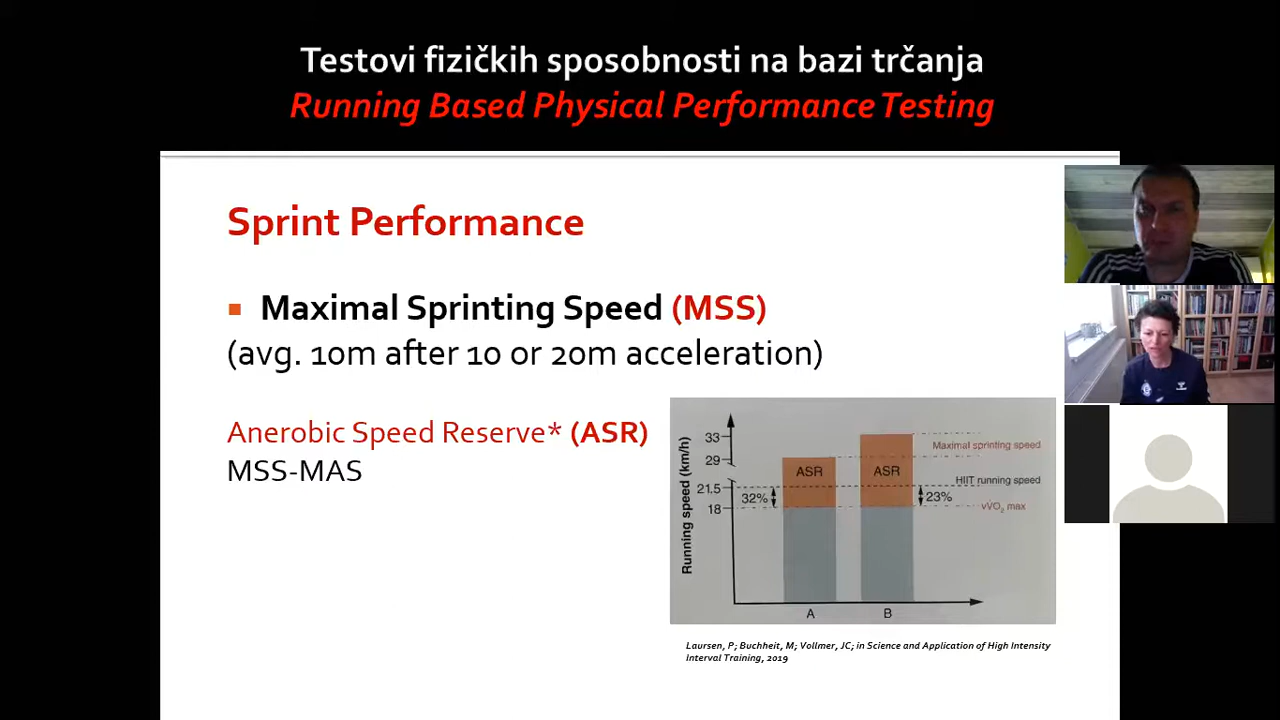 Testovi fizičkih sposobnosti na bazi trčanja
Running Based Physical Performance Testing
Sprint Performance
Maximal Sprinting Speed (MSS)
(avg. 10m after 10 or 20m acceleration)
Anerobic Speed Reserve* (ASR)
MSS-MAS
Running speed (km/h)
33
29
21.5
18
ASR
ASR
32%
23%
Maximal sprinting speed
HIIT running speed
vV̇O₂ max
A
B
Laursen, P; Buchheit, M; Vollmer, JC; in Science and Application of High Intensity
Interval Training, 2019